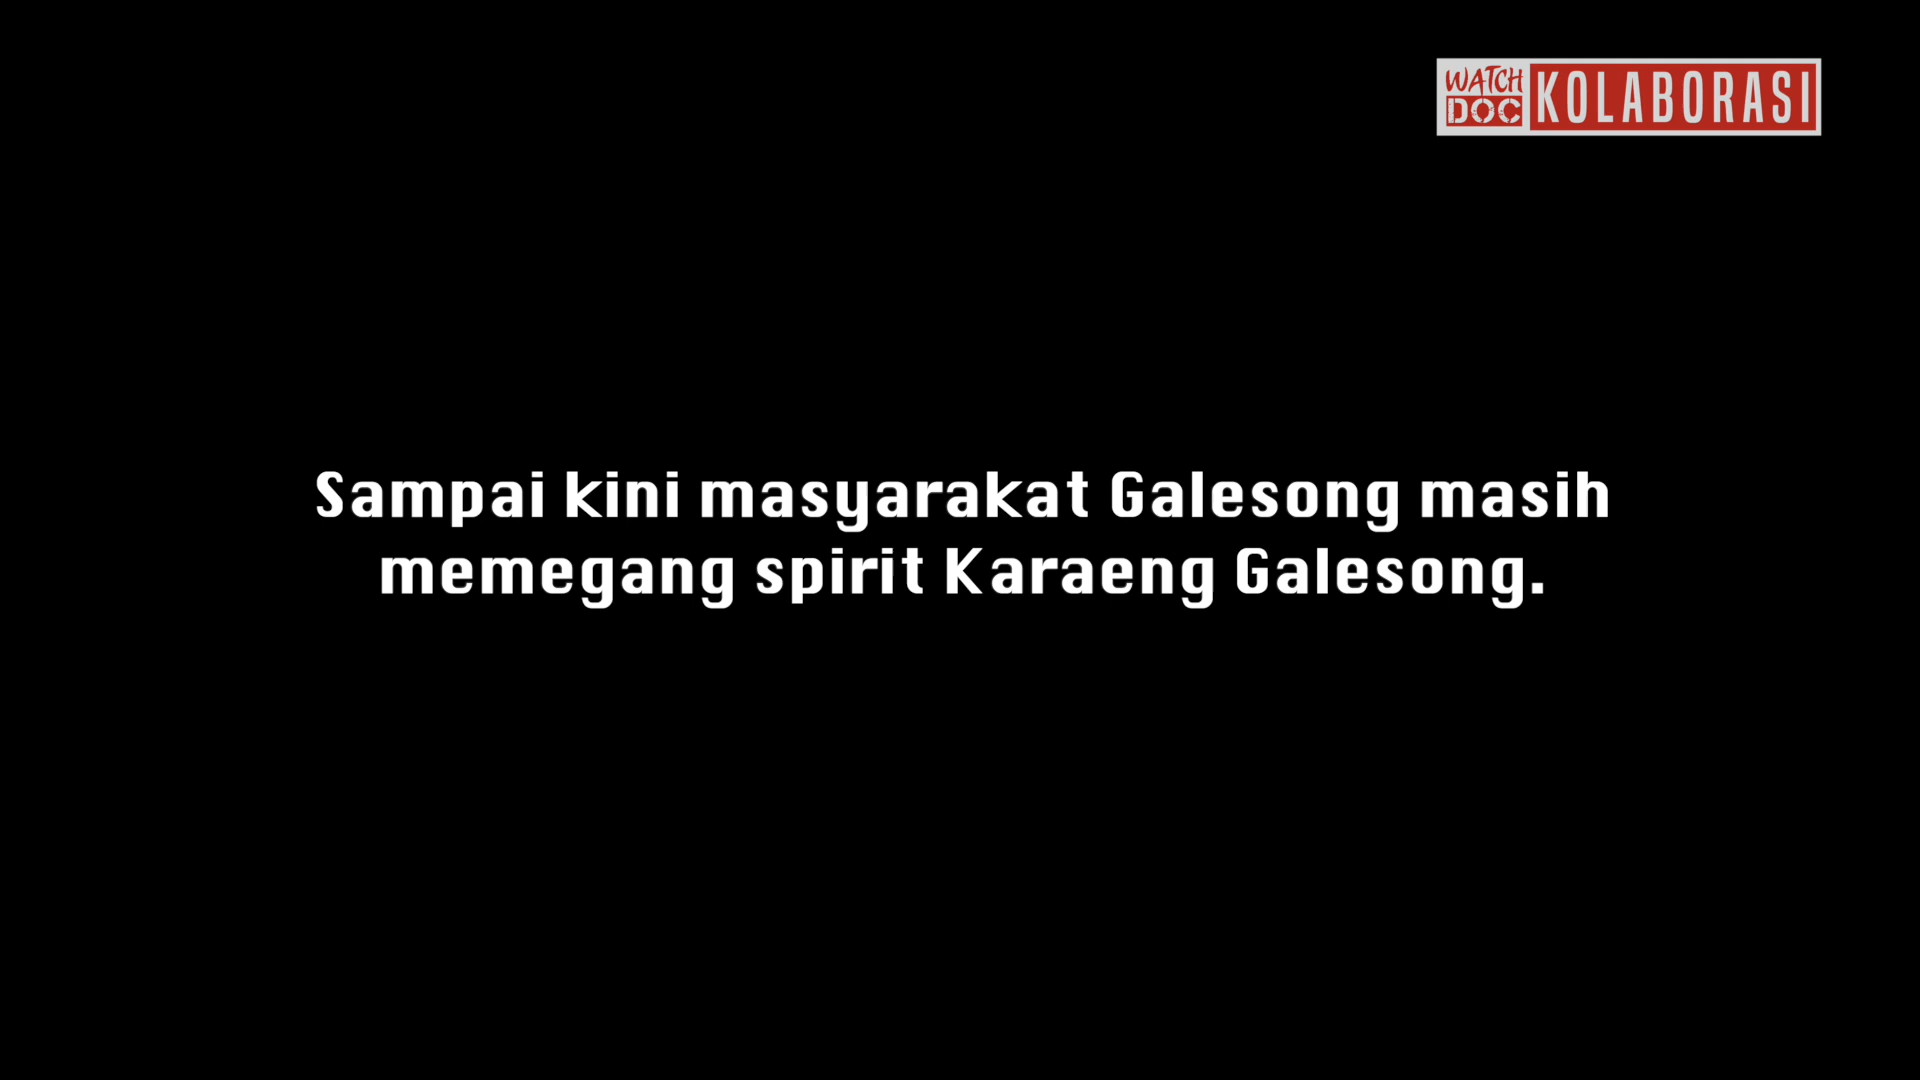 WATCH
DOC
KOLABORASI
Sampai kini masyarakat Galesong masih
memegang spirit Karaeng Galesong.